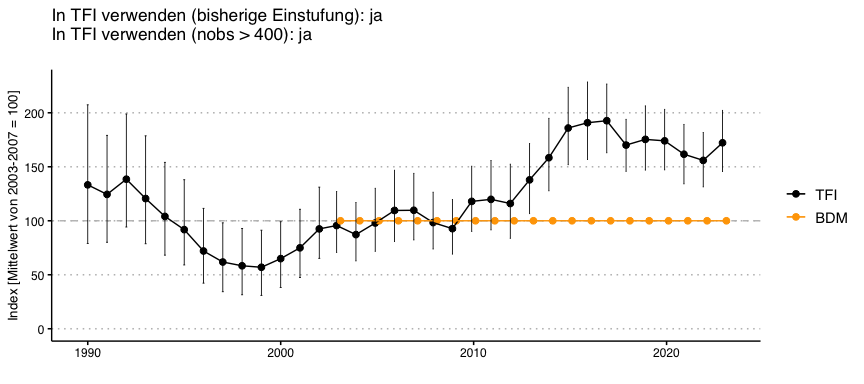 In TFI verwenden (bisherige Einstufung): ja
In TFI verwenden (nobs > 400): ja
Index [Mittelwert von 2003-2007 = 100]
200
150
100
50
0
1990
2000
2010
2020
TFI
BDM